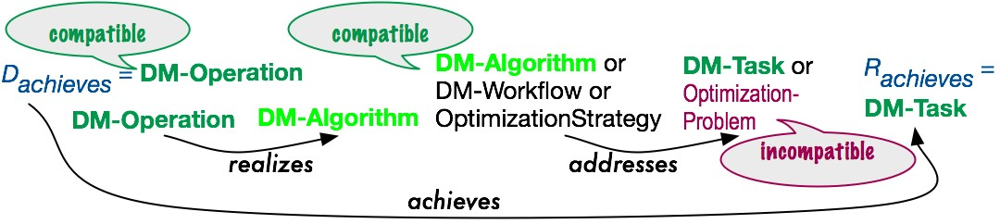 compatible
compatible
D_achieves = DM-Operation
DM-Operation
realizes
DM-Algorithm
DM-Algorithm or
DM-Workflow or
OptimizationStrategy
addresses
DM-Task or
Optimization-
Problem
incompatible
R_achieves =
DM-Task
achieves